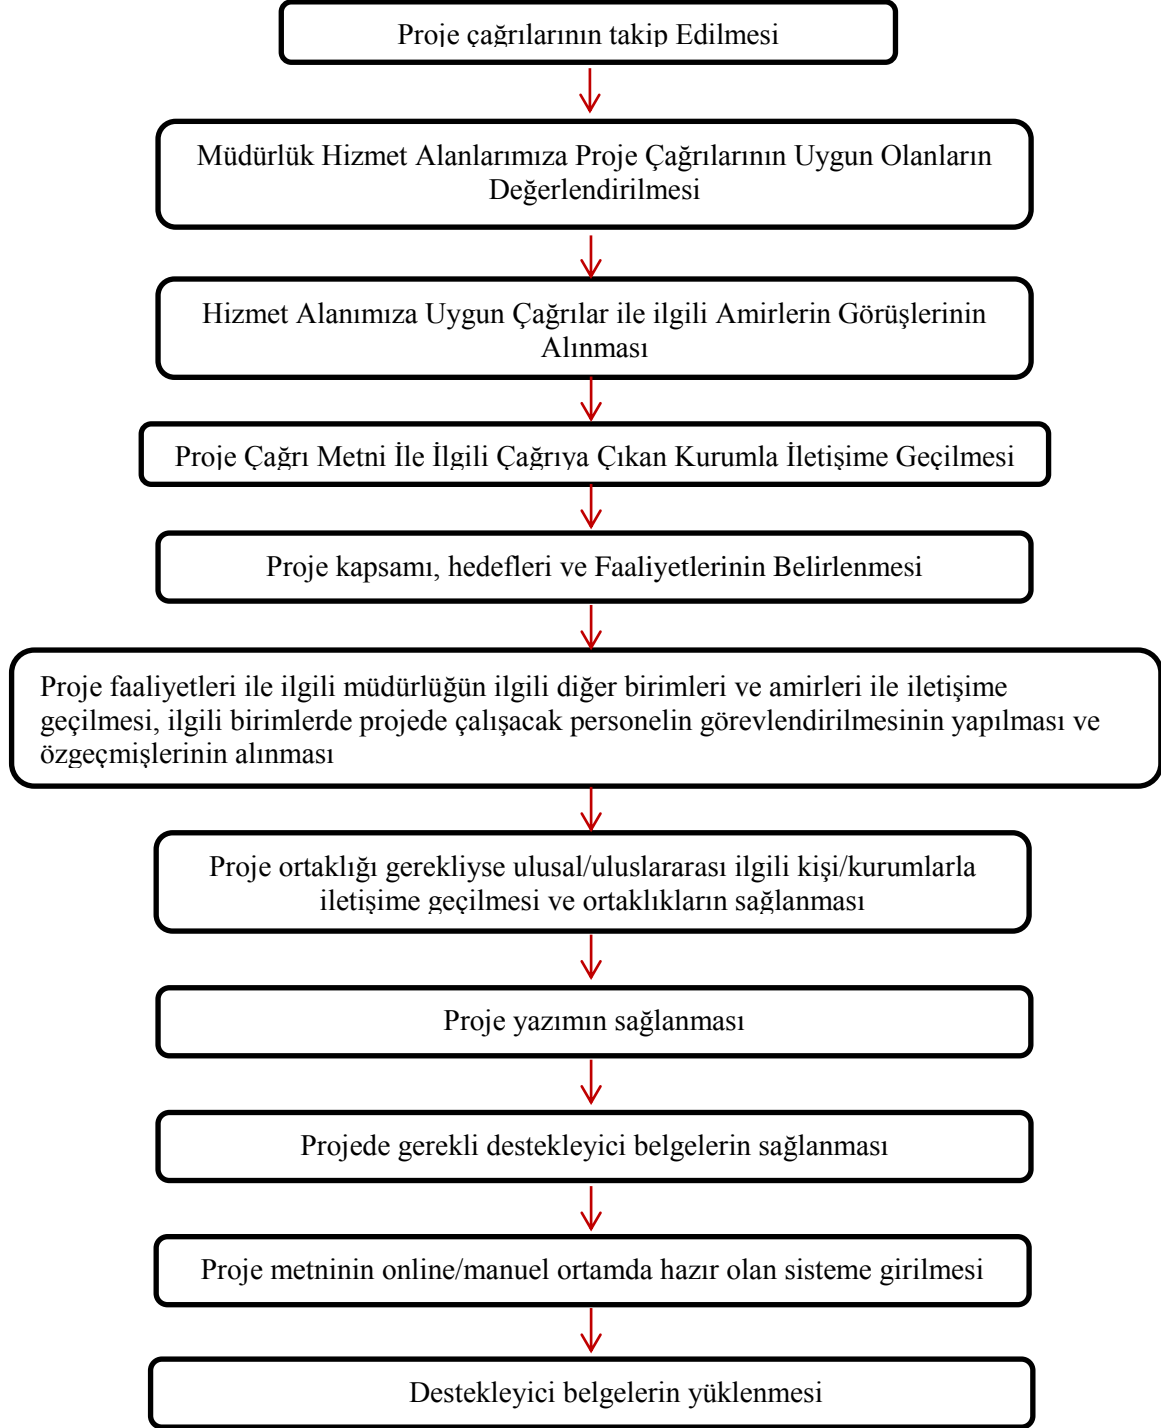 Proje çağrılarının takip Edilmesi
Müdürlük Hizmet Alanlarımıza Proje Çağrılarının Uygun Olanların
Değerlendirilmesi
Hizmet Alanımıza Uygun Çağrılar ile ilgili Amirlerin Görüşlerinin
Alınması
Proje Çağrı Metni İle İlgili Çağrıya Çıkan Kurumla İletişime Geçilmesi
Proje kapsamı, hedefleri ve Faaliyetlerinin Belirlenmesi
Proje faaliyetleri ile ilgili müdürlüğün ilgili diğer birimleri ve amirleri ile iletişime
geçilmesi, ilgili birimlerde projede çalışacak personelin görevlendirilmesinin yapılması ve
özgeçmişlerinin alınması
Proje ortaklığı gerekliyse ulusal/uluslararası ilgili kişi/kurumlarla
iletişime geçilmesi ve ortaklıkların sağlanması
Proje yazımın sağlanması
Projede gerekli destekleyici belgelerin sağlanması
Proje metninin online/manuel ortamda hazır olan sisteme girilmesi
Destekleyici belgelerin yüklenmesi